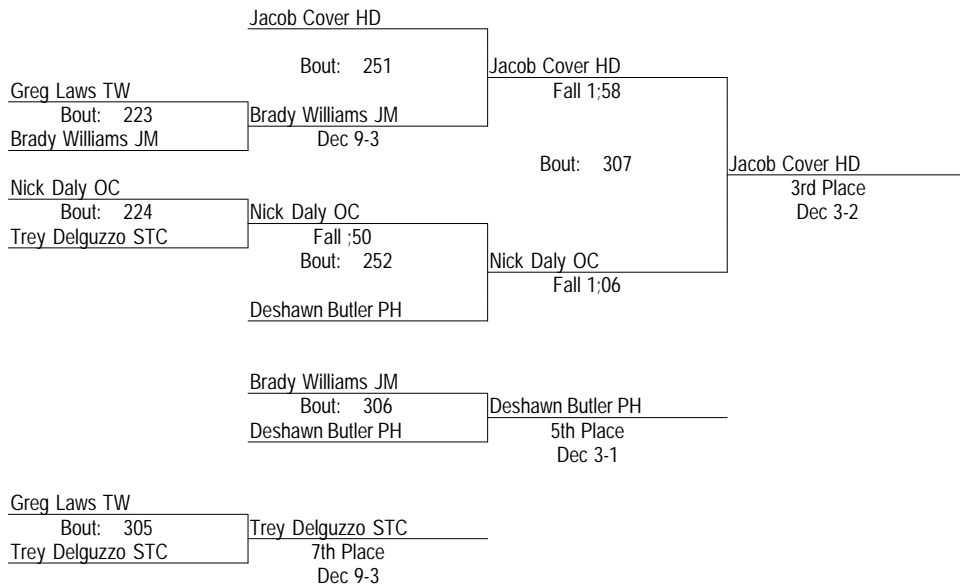 Jacob Cover HD
Bout: 251
Jacob Cover HD
Fall 1;58
Greg Laws TW
Bout: 223
Brady Williams JM
Brady Williams JM
Dec 9-3
Bout: 307
Jacob Cover HD
3rd Place
Dec 3-2
Nick Daly OC
Bout: 224
Trey Delguzzo STC
Nick Daly OC
Fall ;50
Bout: 252
Nick Daly OC
Fall 1;06
Deshawn Butler PH
Brady Williams JM
Bout: 306
Deshawn Butler PH
Deshawn Butler PH
5th Place
Dec 3-1
Greg Laws TW
Bout: 305
Trey Delguzzo STC
Trey Delguzzo STC
7th Place
Dec 9-3